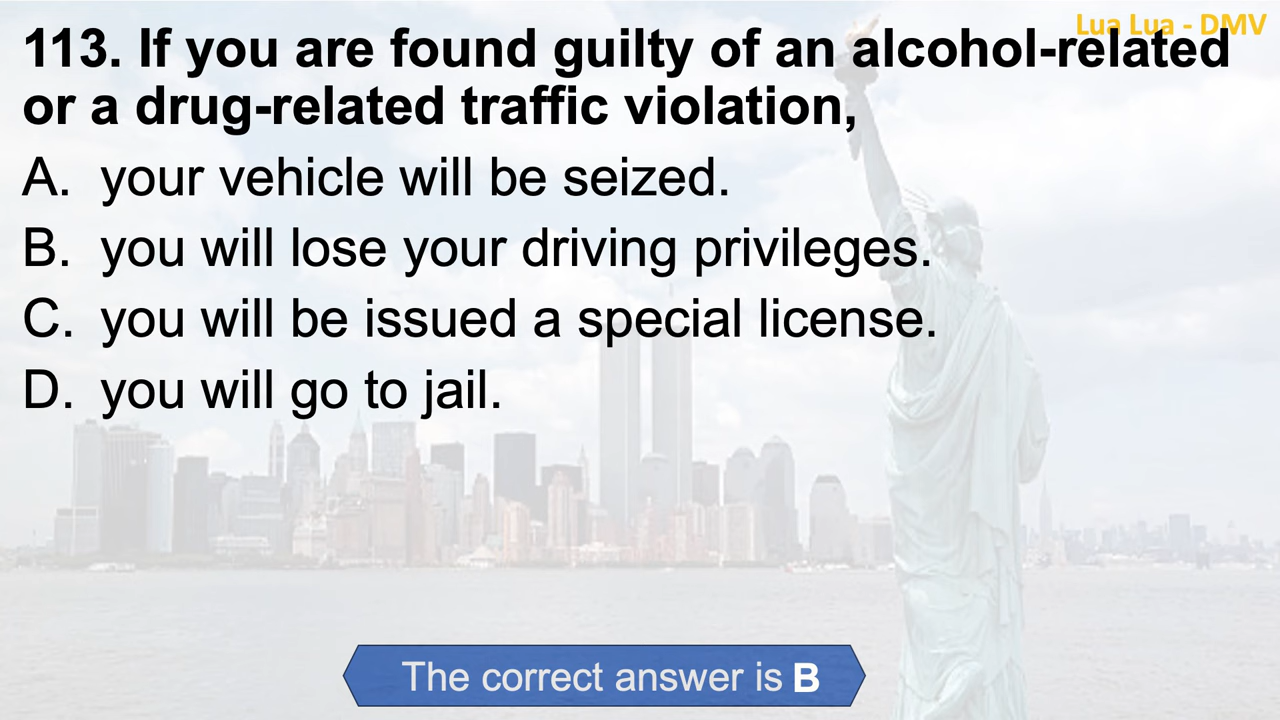 Lua Lua - DMV
113. If you are found guilty of an alcohol-related
or a drug-related traffic violation,
A. your vehicle will be seized.
B. you will lose your driving privileges.
C. you will be issued a special license.
D. you will go to jail.
The correct answer is B